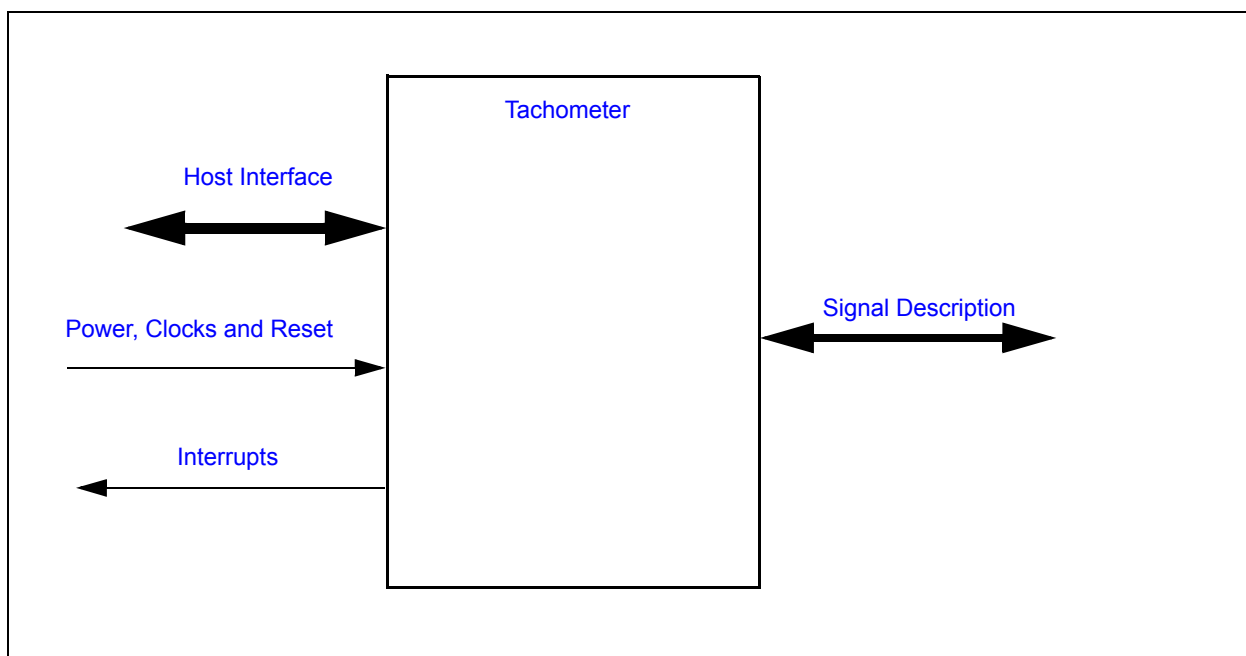 Tachometer
Host Interface
Signal Description
Power, Clocks and Reset
Interrupts